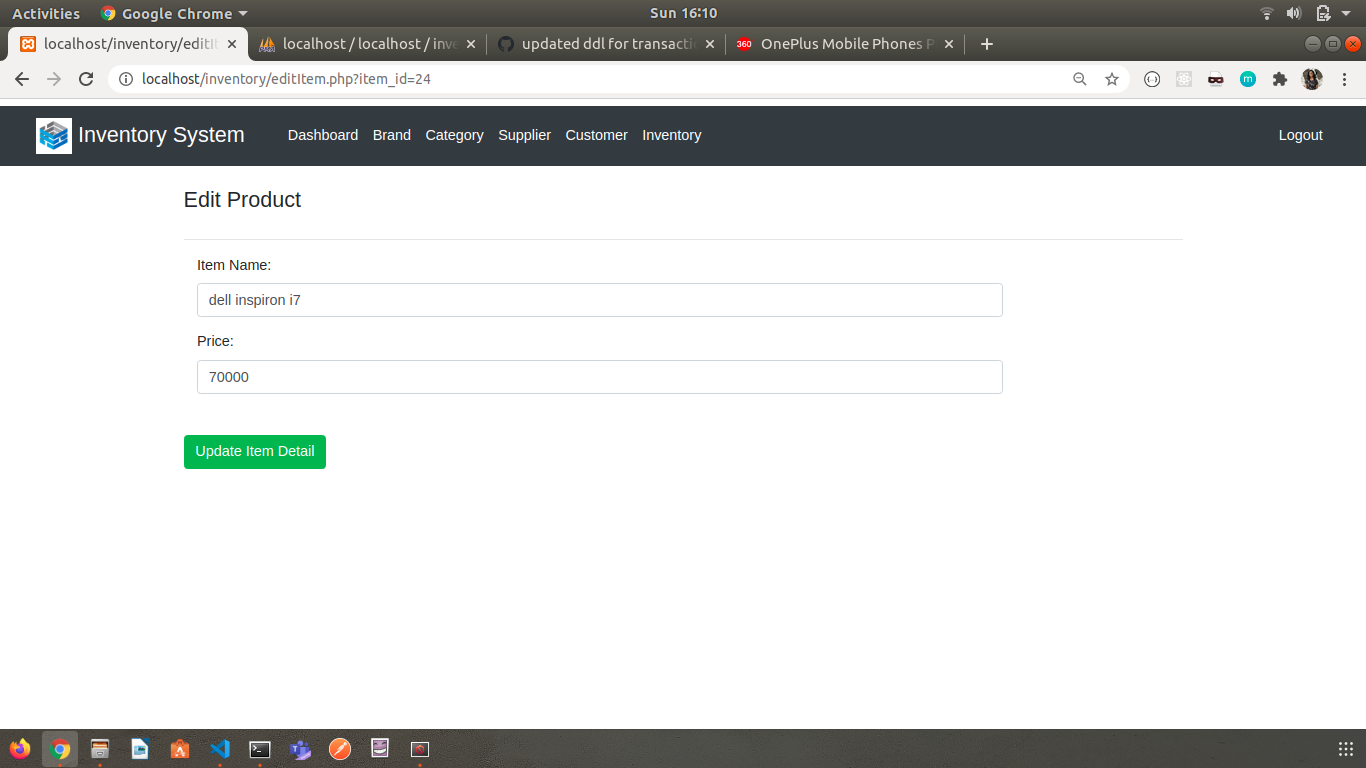 Activities Google Chrome Sun 16:10
localhost/inventory/editI localhost / localhost / inve updated ddl for transacti 360 OnePlus Mobile Phones P
localhost/inventory/editItem.php?item_id=24
Inventory System Dashboard Brand Category Supplier Customer Inventory Logout
Edit Product
Item Name:
dell inspiron i7
Price:
70000
Update Item Detail